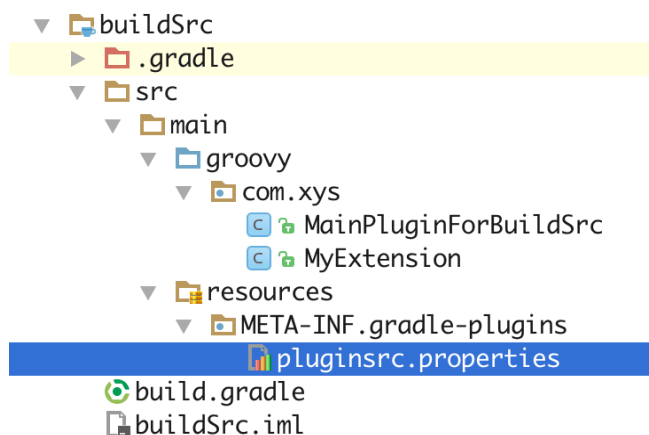 buildSrc
.gradle
src
main
groovy
com.xys
C MainPluginForBuildSrc
C MyExtension
resources
META-INF.gradle-plugins
pluginsrc.properties
build.gradle
buildSrc.iml